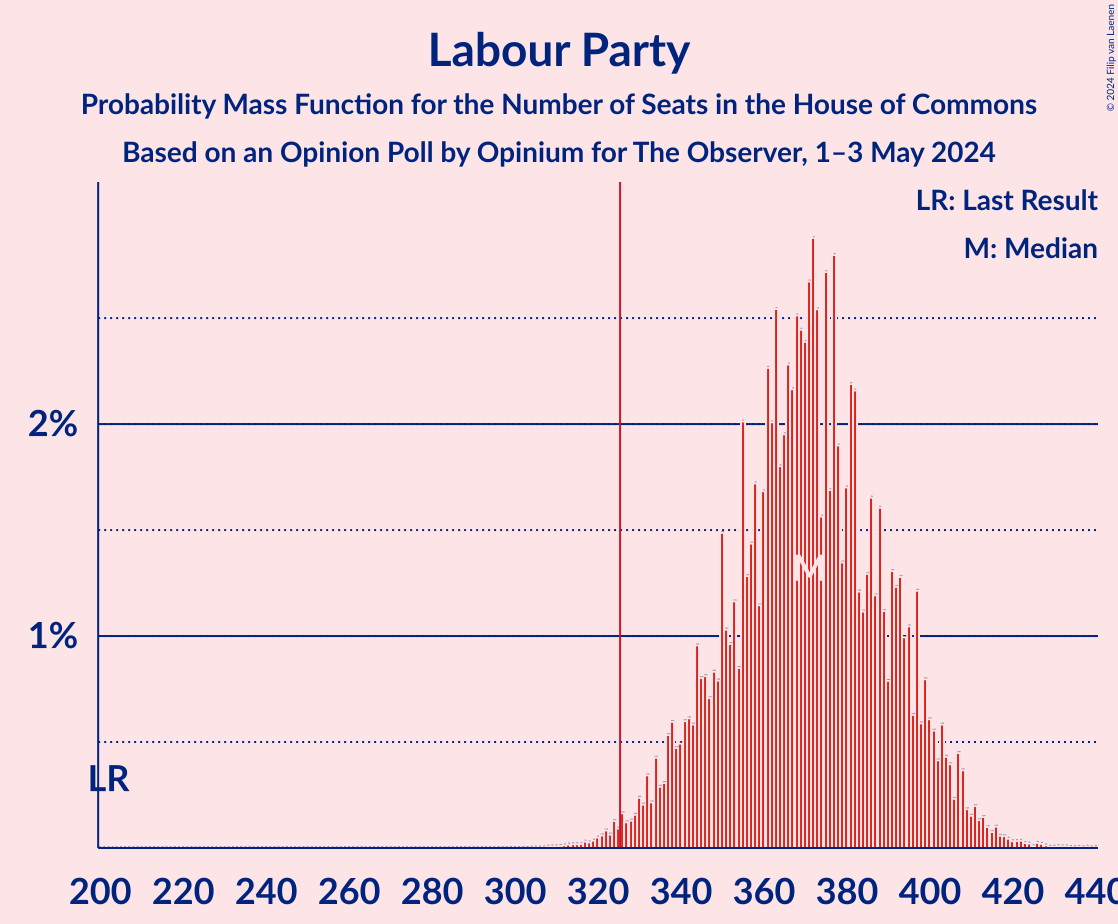 Labour Party
Probability Mass Function for the Number of Seats in the House of Commons
Based on an Opinion Poll by Opinium for The Observer, 1–3 May 2024
© 2024 Filip van Laenen
LR: Last Result
M: Median
2%
1%
LR
M
200 220 240 260 280 300 320 340 360 380 400 420 440